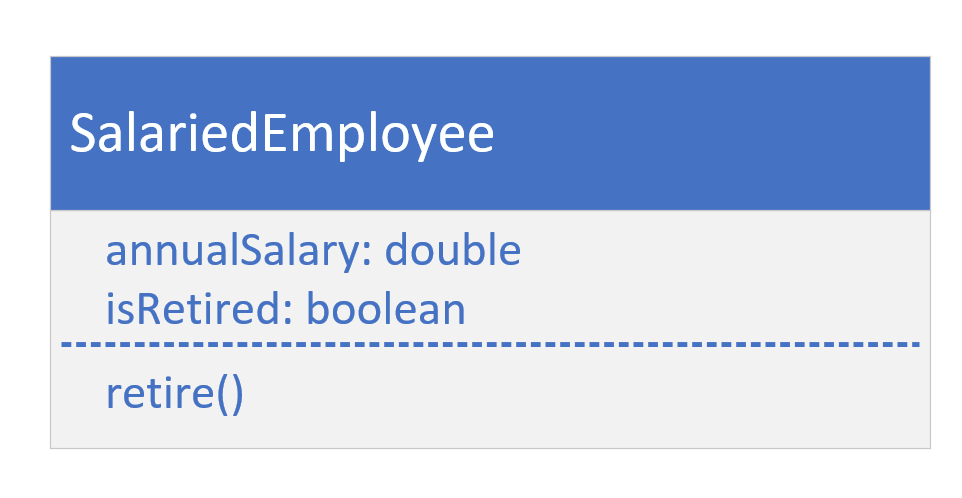 SalariedEmployee
annualSalary: double
isRetired: boolean
retire()